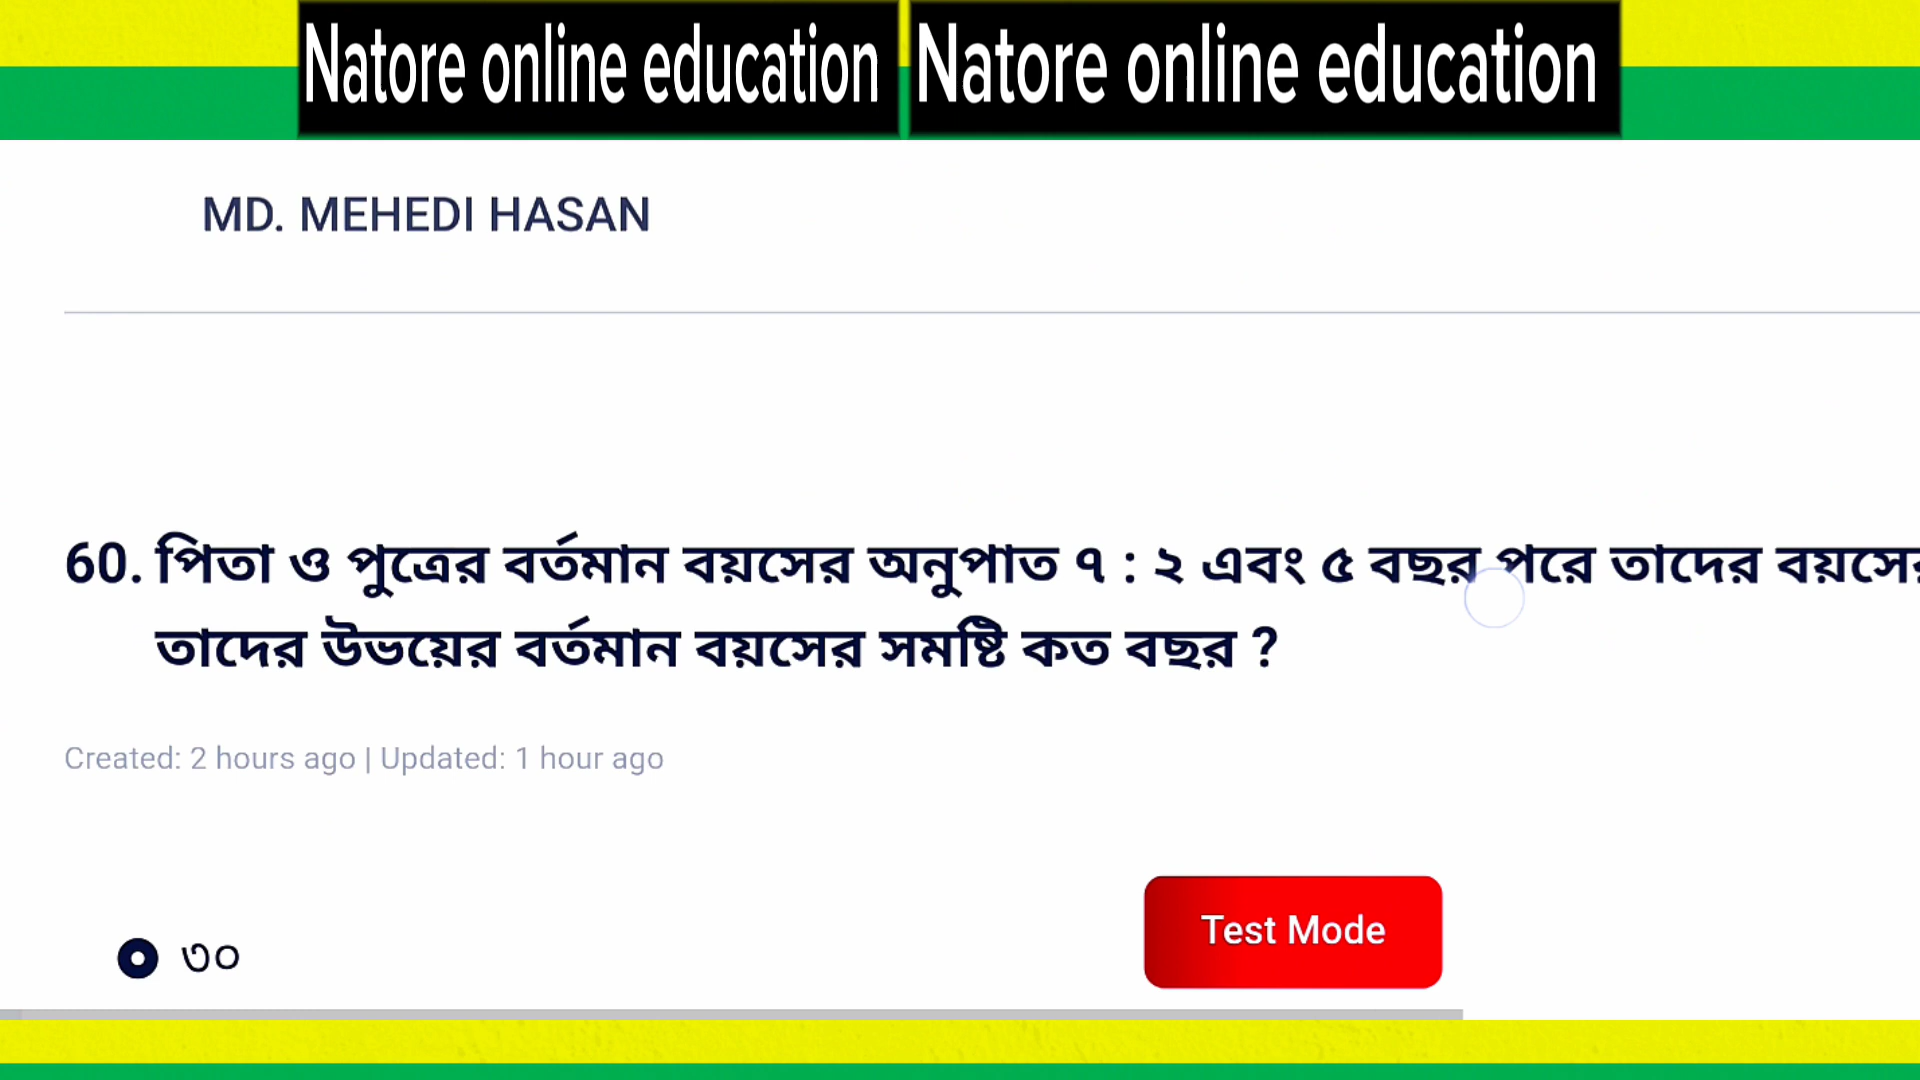 Natore online education Natore online education
MD. MEHEDI HASAN
60. পিতা ও পুত্রের বর্তমান বয়সের অনুপাত ৭ : ২ এবং ৫ বছর পরে তাদের
তাদের উভয়ের বর্তমান বয়সের সমষ্টি কত বছর ?
Created: 2 hours ago | Updated: 1 hour ago
Test Mode
৩০